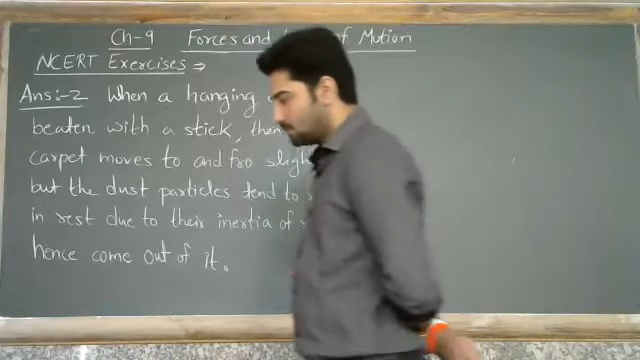 Ch-9 Forces and of Motion
NCERT Exercises ⇒
Ans:-2 When a hanging
beaten with a stick, then
carpet moves to and fro
but the dust particles tend to
in rest due to their inertia of
hence come out of it.